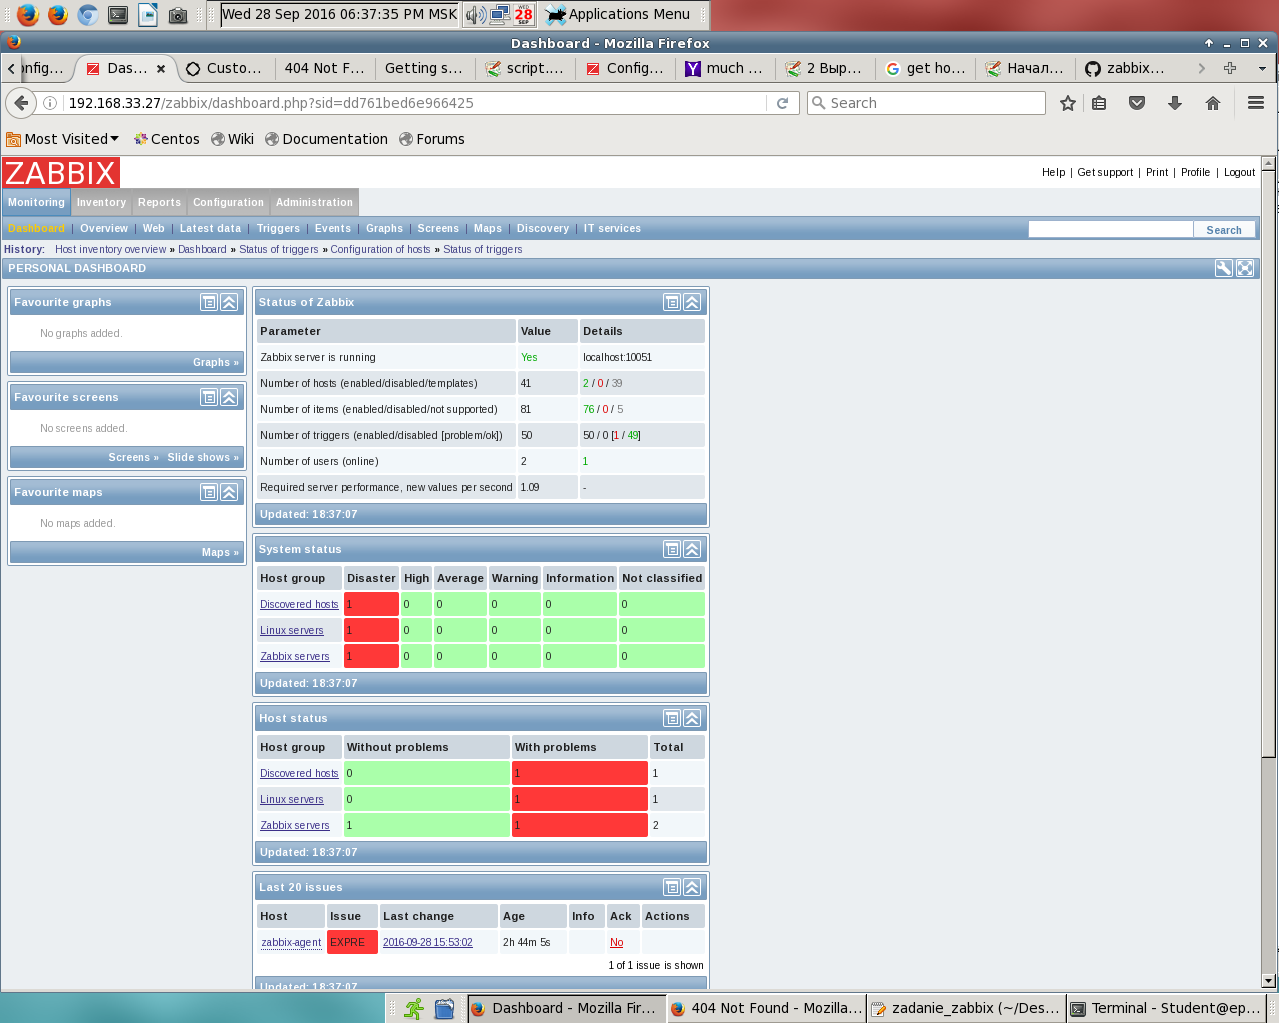 Wed 28 Sep 2016 06:37:35 PM MSK
WED 28 SEP
Applications Menu
Dashboard - Mozilla Firefox
onfig...
Das...
Custo...
404 Not F...
Getting s...
script....
Config...
much ...
2 Выр...
get ho...
Начал...
zabbix...
192.168.33.27/zabbix/dashboard.php?sid=dd761bed6e966425
Search
Most Visited
Centos
Wiki
Documentation
Forums
ZABBIX
Help | Get support | Print | Profile | Logout
Monitoring Inventory Reports Configuration Administration
Dashboard | Overview | Web | Latest data | Triggers | Events | Graphs | Screens | Maps | Discovery | IT services
Search
History: Host inventory overview » Dashboard » Status of triggers » Configuration of hosts » Status of triggers
PERSONAL DASHBOARD
Favourite graphs
No graphs added.
Graphs »
Favourite screens
No screens added.
Screens » Slide shows »
Favourite maps
No maps added.
Maps »
Status of Zabbix
Parameter Value Details
Zabbix server is running Yes localhost:10051
Number of hosts (enabled/disabled/templates) 41 2 / 0 / 39
Number of items (enabled/disabled/not supported) 81 76 / 0 / 5
Number of triggers (enabled/disabled [problem/ok]) 50 50 / 0 [1 / 49]
Number of users (online) 2 1
Required server performance, new values per second 1.09 -
Updated: 18:37:07
System status
Host group Disaster High Average Warning Information Not classified
Discovered hosts 1 0 0 0 0 0
Linux servers 1 0 0 0 0 0
Zabbix servers 1 0 0 0 0 0
Updated: 18:37:07
Host status
Host group Without problems With problems Total
Discovered hosts 0 1 1
Linux servers 0 1 1
Zabbix servers 1 1 2
Updated: 18:37:07
Last 20 issues
Host Issue Last change Age Info Ack Actions
zabbix-agent EXPRE 2016-09-28 15:53:02 2h 44m 5s No
1 of 1 issue is shown
Updated: 18:37:07
Dashboard - Mozilla Fir...
404 Not Found - Mozilla...
zadanie_zabbix (~/Des...
Terminal - Student@ep...